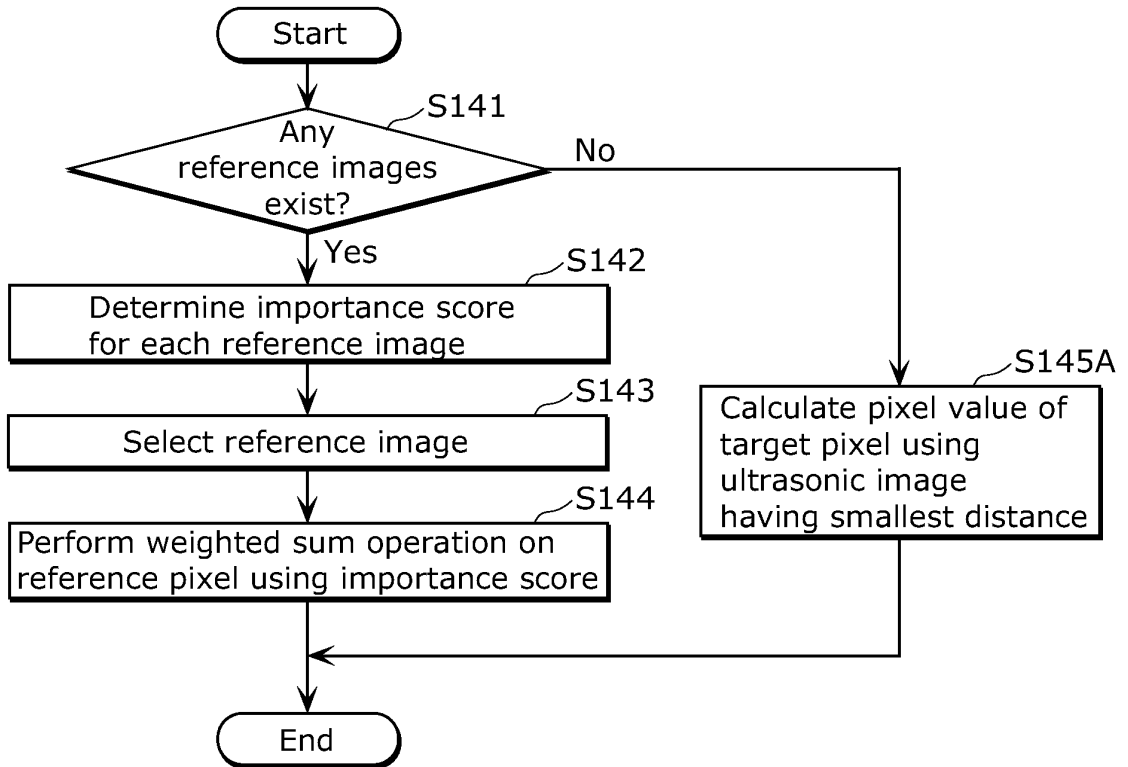 Start
S141
Any
reference images
exist?
No
Yes
S142
Determine importance score
for each reference image
S143
Select reference image
S144
Perform weighted sum operation on
reference pixel using importance score
S145A
Calculate pixel value of
target pixel using
ultrasonic image
having smallest distance
End